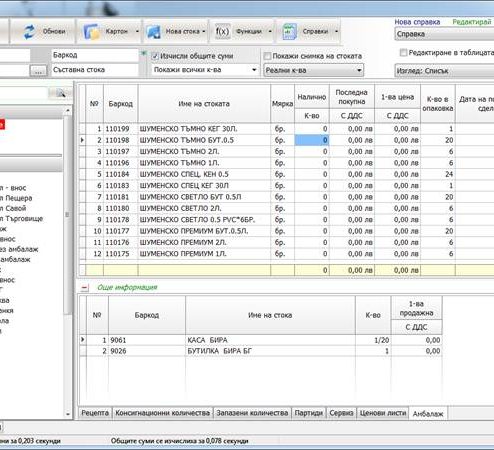 Обнови Картон Нова стока f(x) Функции Справки
Нова справка Редактирай
Справка
Баркод
Изчисли общите суми
Покажи снимка на стоката
Редактиране в таблицата
... Съставна стока
Покажи всички к-ва
Реални к-ва
Изглед: Списък
№ Баркод Име на стоката Мярка Налично К-во Последна покупна С ДДС 1-ва цена С ДДС К-во в опаковка Дата на по сдел
1 110199 ШУМЕНСКО ТЪМНО КЕГ 30Л. бр. 0 0,00 лв 0,00 лв 1
2 110198 ШУМЕНСКО ТЪМНО БУТ.0.5 бр. 0 0,00 лв 0,00 лв 20
3 110197 ШУМЕНСКО ТЪМНО 2Л. бр. 0 0,00 лв 0,00 лв 6
4 110196 ШУМЕНСКО ТЪМНО 1Л. бр. 0 0,00 лв 0,00 лв 6
5 110184 ШУМЕНСКО СПЕЦ. КЕН 0.5 бр. 0 0,00 лв 0,00 лв 24
6 110183 ШУМЕНСКО СПЕЦ КЕГ 30Л бр. 0 0,00 лв 0,00 лв 1
7 110181 ШУМЕНСКО СВЕТЛО БУТ 0.5Л бр. 0 0,00 лв 0,00 лв 20
8 110180 ШУМЕНСКО СВЕТЛО 2Л. бр. 0 0,00 лв 0,00 лв 6
9 110178 ШУМЕНСКО СВЕТЛО 0.5 PVC*6БР. бр. 0 0,00 лв 0,00 лв 6
10 110177 ШУМЕНСКО ПРЕМИУМ БУТ.0.5Л. бр. 0 0,00 лв 0,00 лв 20
11 110176 ШУМЕНСКО ПРЕМИУМ 2Л. бр. 0 0,00 лв 0,00 лв 6
12 110175 ШУМЕНСКО ПРЕМИУМ 1Л. бр. 0 0,00 лв 0,00 лв 6
0 0,00 лв 0,00 лв
л - внос
л Пещера
л Савой
л Търговище
ж
внос
ез амбалаж
внос
Г
ква
анки
ла
Още информация
№ Баркод Име на стока К-во 1-ва продажна С ДДС
1 9061 КАСА БИРА 1/20 0,00
2 9026 БУТИЛКА БИРА БГ 1 0,00
Рецепта Консигнационни количества Запазени количества Партиди Сервиз Ценови листи Амбалаж
ни за 0,203 секунди Общите суми се изчислиха за 0,078 секунди